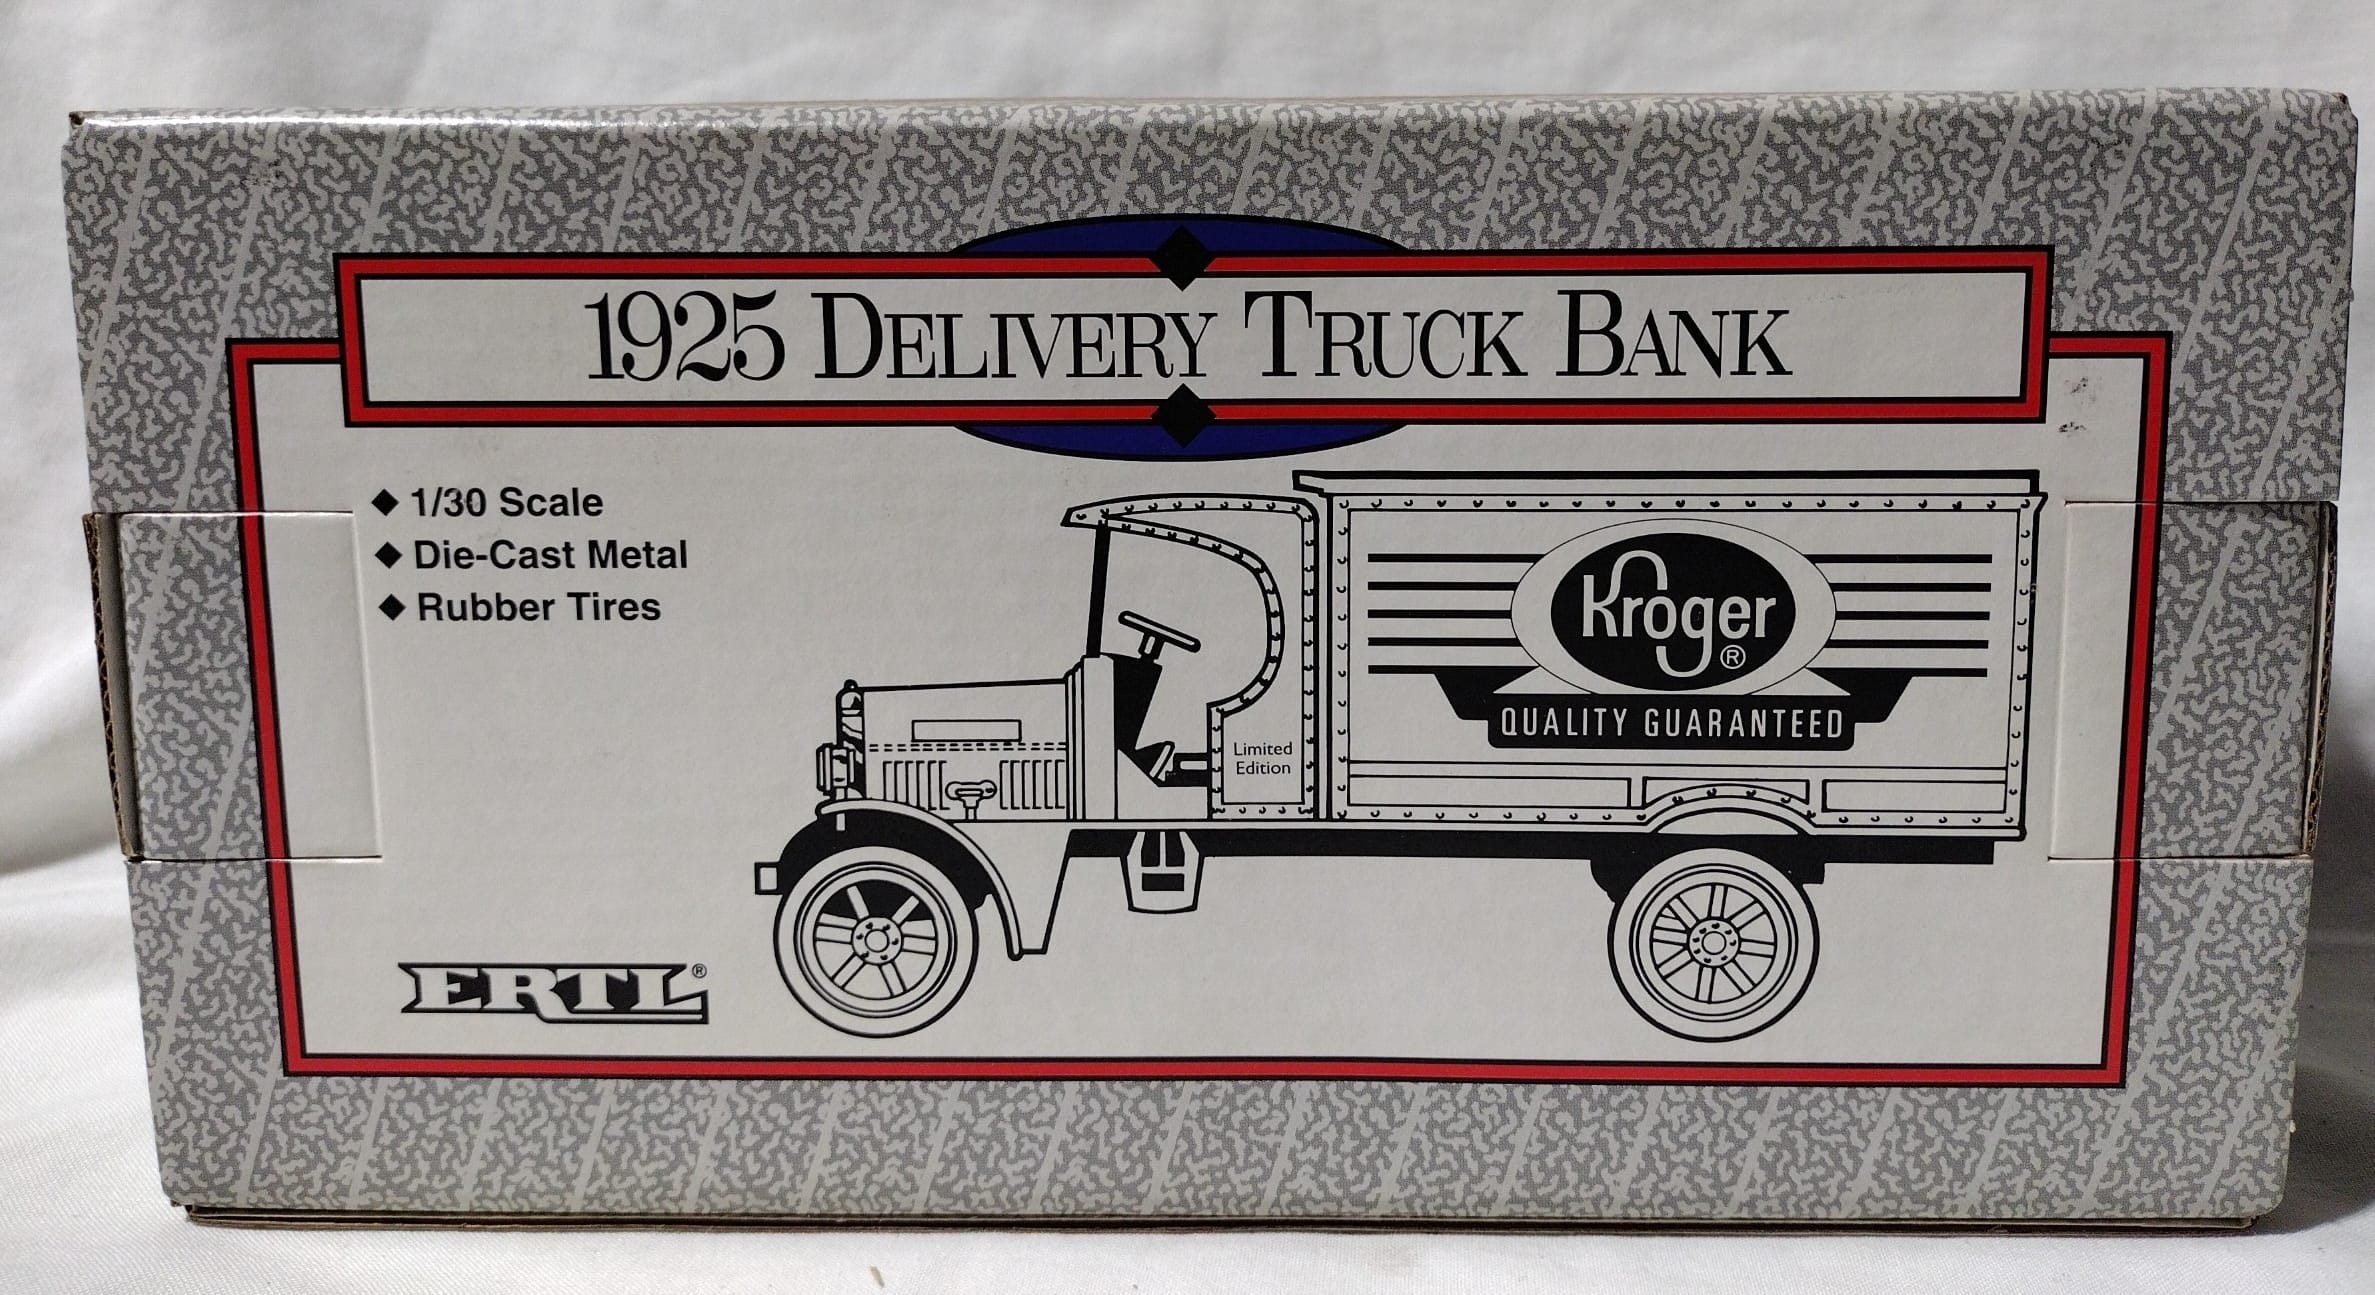 1925 DELIVERY TRUCK BANK
◆ 1/30 Scale
◆ Die-Cast Metal
◆ Rubber Tires
Kroger®
QUALITY GUARANTEED
Limited
Edition
ERTL®